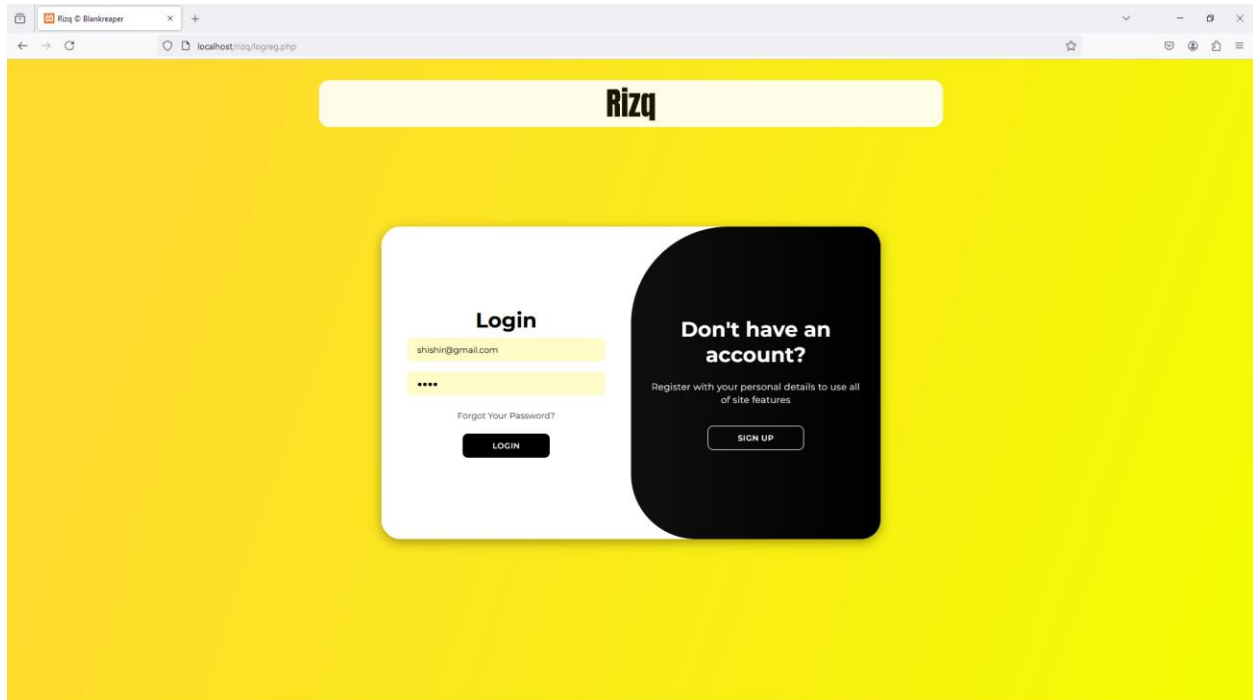 Rizq © Blankreaper
localhost/rizq/logreg.php
Rizq
Login
shishir@gmail.com
••••
Forgot Your Password?
LOGIN
Don't have an
account?
Register with your personal details to use all
of site features
SIGN UP